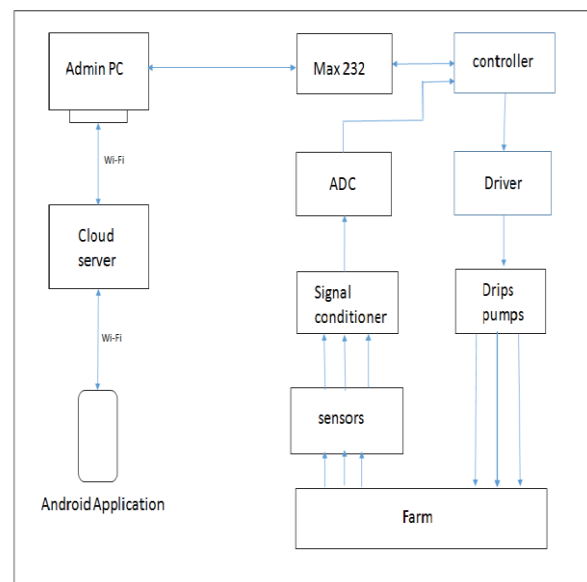 Admin PC
Max 232
controller
Wi-Fi
ADC
Driver
Cloud
server
Signal
conditioner
Drips
pumps
Wi-Fi
sensors
Android Application
Farm